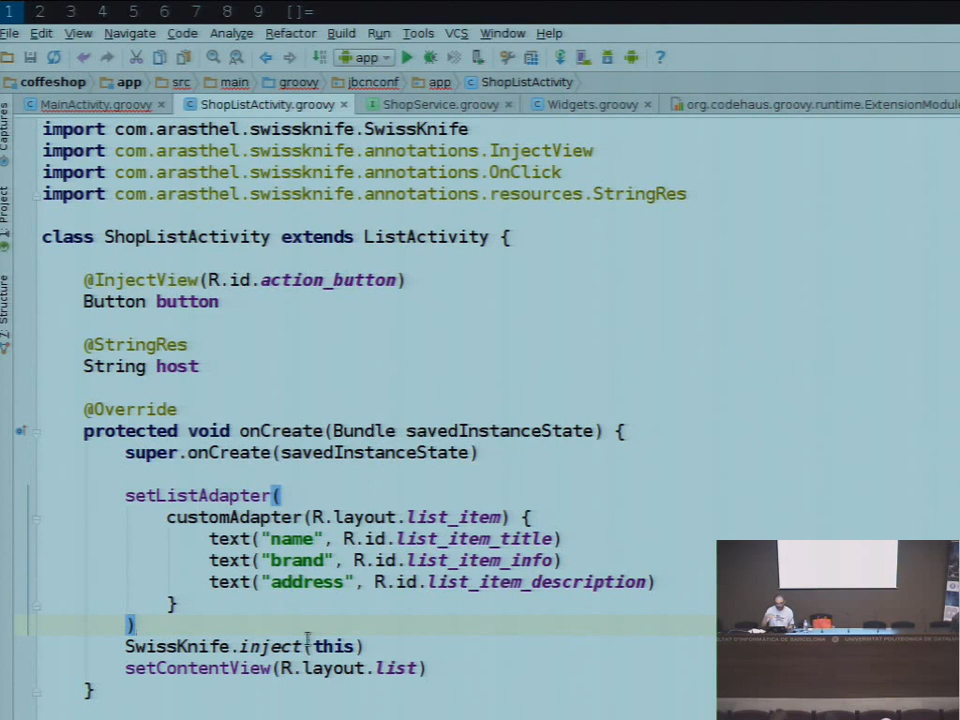 1 2 3 4 5 6 7 8 9 []=
File Edit View Navigate Code Analyze Refactor Build Run Tools VCS Window Help
app
coffeshop app src main groovy jbcnconf app ShopListActivity
MainActivity.groovy ShopListActivity.groovy ShopService.groovy Widgets.groovy org.codehaus.groovy.runtime.ExtensionModule
Captures
1: Project
7: Structure
import com.arasthel.swissknife.SwissKnife
import com.arasthel.swissknife.annotations.InjectView
import com.arasthel.swissknife.annotations.OnClick
import com.arasthel.swissknife.annotations.resources.StringRes
class ShopListActivity extends ListActivity {
@InjectView(R.id.action_button)
Button button
@StringRes
String host
@Override
protected void onCreate(Bundle savedInstanceState) {
super.onCreate(savedInstanceState)
setListAdapter(
customAdapter(R.layout.list_item) {
text("name", R.id.list_item_title)
text("brand", R.id.list_item_info)
text("address", R.id.list_item_description)
}
)
SwissKnife.inject(this)
setContentView(R.layout.list)
}